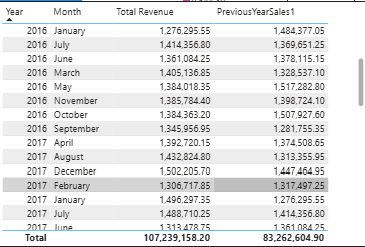 Year Month Total Revenue PreviousYearSales1
2016 January 1,276,295.55 1,484,377.05
2016 July 1,414,356.80 1,369,651.25
2016 June 1,361,084.25 1,378,115.15
2016 March 1,405,136.85 1,328,537.10
2016 May 1,384,018.35 1,517,282.80
2016 November 1,385,784.40 1,398,724.10
2016 October 1,384,363.20 1,507,927.60
2016 September 1,345,956.95 1,281,755.35
2017 April 1,392,720.15 1,374,508.65
2017 August 1,432,824.80 1,313,355.95
2017 December 1,502,205.70 1,447,464.95
2017 February 1,306,717.85 1,317,497.25
2017 January 1,496,297.35 1,276,295.55
2017 July 1,488,710.25 1,414,356.80
2017 June 1,313,478.75 1,361,084.25
Total 107,239,158.20 83,262,604.90